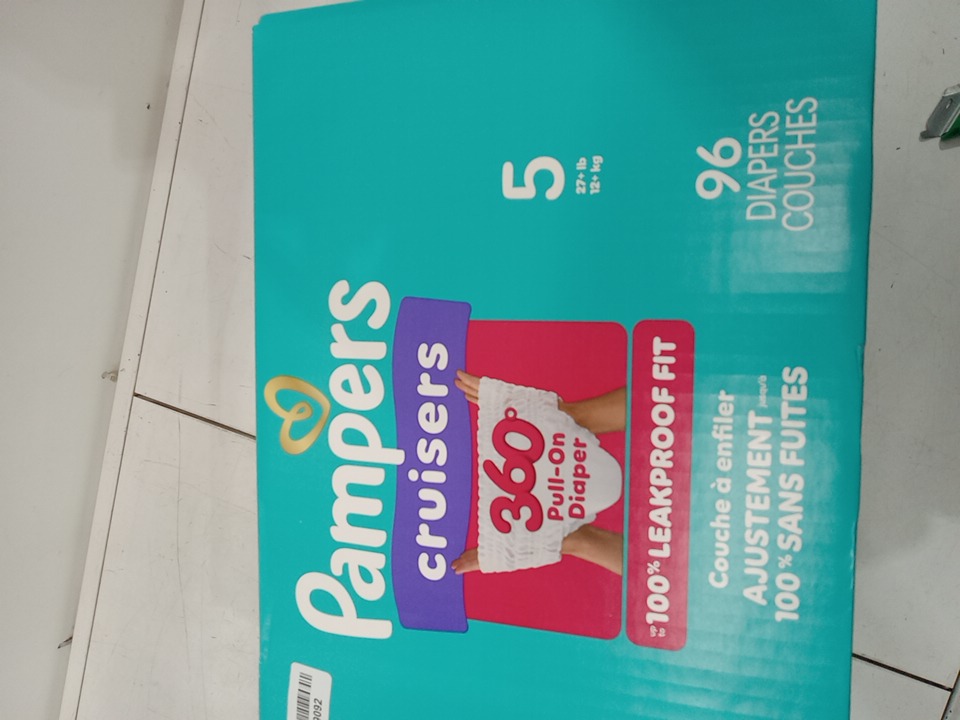 Pampers
cruisers
360°
Pull-On
Diaper
up to 100% LEAKPROOF FIT
Couche à enfiler
AJUSTEMENT jusqu'à
100 % SANS FUITES
5
27+ lb
12+ kg
96
DIAPERS
COUCHES
9092